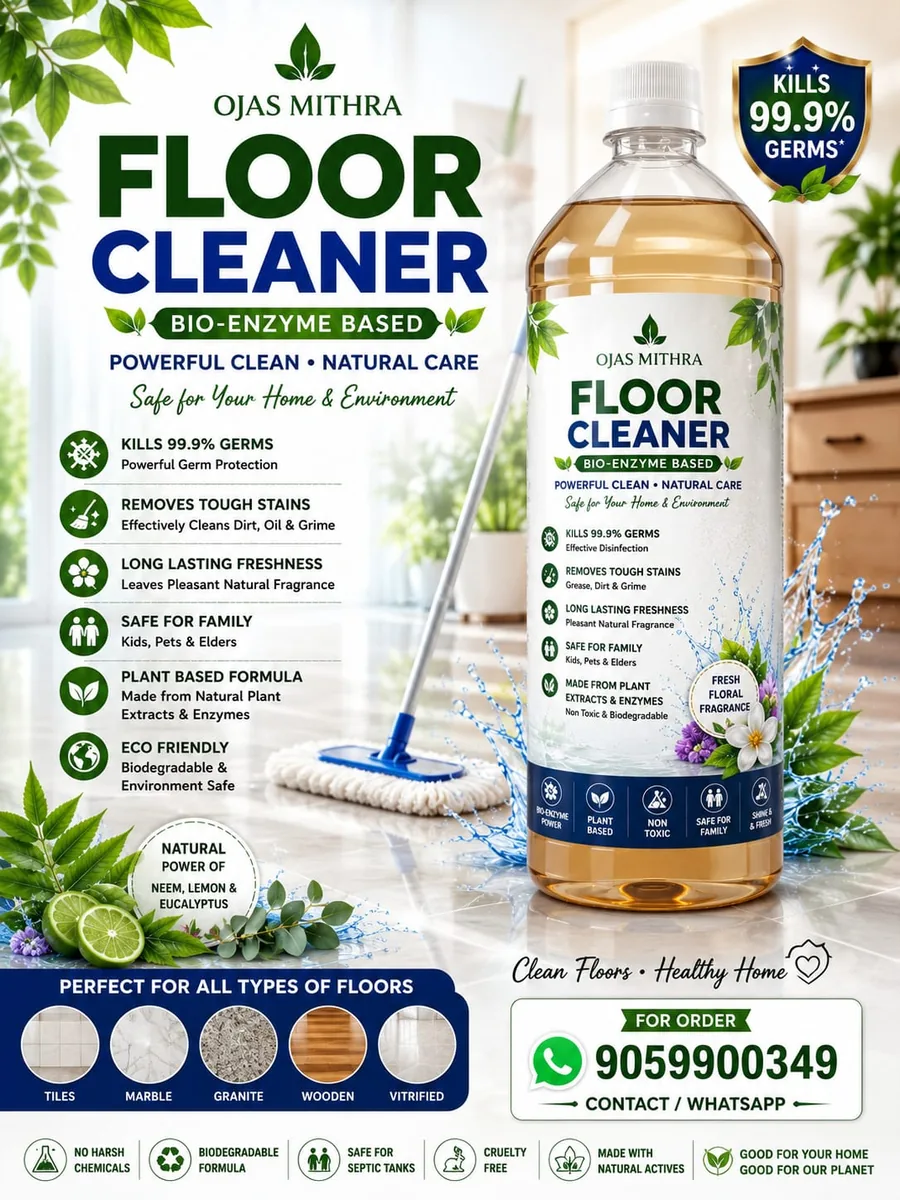 OJAS MITHRA
FLOOR
CLEANER
BIO-ENZYME BASED
POWERFUL CLEAN • NATURAL CARE
Safe for Your Home & Environment
KILLS 99.9% GERMS
Powerful Germ Protection
REMOVES TOUGH STAINS
Effectively Cleans Dirt, Oil & Grime
LONG LASTING FRESHNESS
Leaves Pleasant Natural Fragrance
SAFE FOR FAMILY
Kids, Pets & Elders
PLANT BASED FORMULA
Made from Natural Plant
Extracts & Enzymes
ECO FRIENDLY
Biodegradable &
Environment Safe
NATURAL
POWER OF
NEEM, LEMON &
EUCALYPTUS
KILLS
99.9%
GERMS*
OJAS MITHRA
FLOOR
CLEANER
BIO-ENZYME BASED
POWERFUL CLEAN • NATURAL CARE
Safe for Your Home & Environment
KILLS 99.9% GERMS
Effective Disinfection
REMOVES TOUGH STAINS
Grease, Dirt & Grime
LONG LASTING FRESHNESS
Pleasant Natural Fragrance
SAFE FOR FAMILY
Kids, Pets & Elders
MADE FROM PLANT
EXTRACTS & ENZYMES
Non Toxic & Biodegradable
FRESH
FLORAL
FRAGRANCE
BIO-ENZYME
POWER
PLANT
BASED
NON
TOXIC
SAFE FOR
FAMILY
SHINE &
& FRESH
Clean Floors • Healthy Home
PERFECT FOR ALL TYPES OF FLOORS
TILES
MARBLE
GRANITE
WOODEN
VITRIFIED
FOR ORDER
9059900349
CONTACT / WHATSAPP
NO HARSH
CHEMICALS
BIODEGRADABLE
FORMULA
SAFE FOR
SEPTIC TANKS
CRUELTY
FREE
MADE WITH
NATURAL ACTIVES
GOOD FOR YOUR HOME
GOOD FOR OUR PLANET